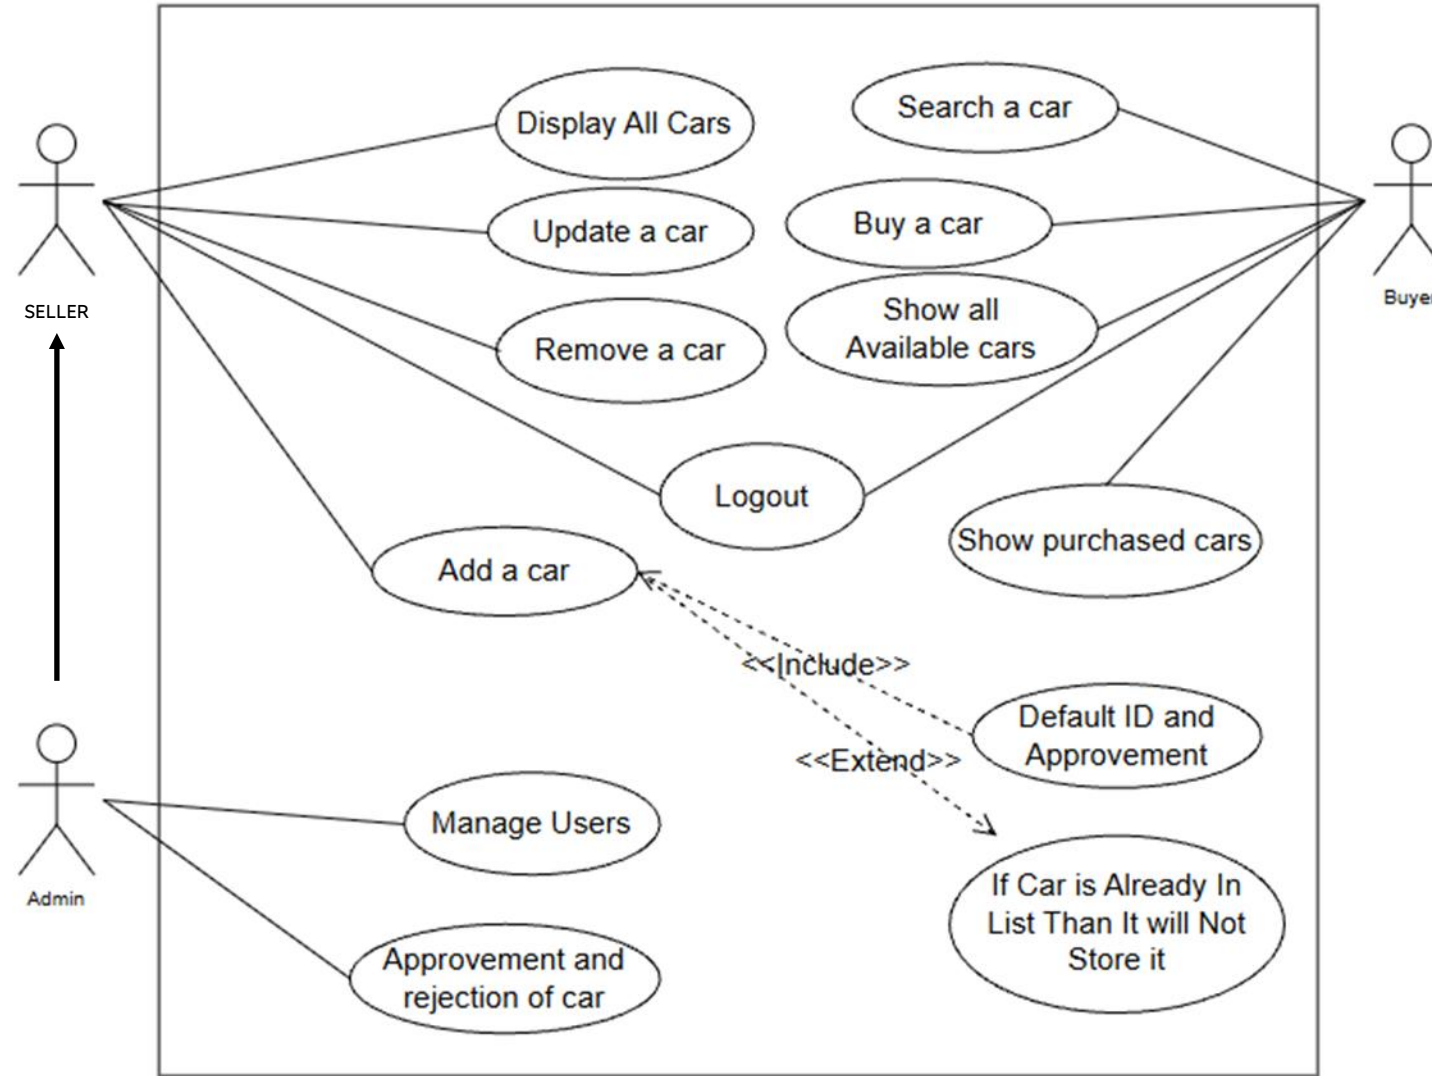 Display All Cars
Search a car
Update a car
Buy a car
SELLER
Buyer
Remove a car
Show all
Available cars
Logout
Show purchased cars
Add a car
<<Include>>
Default ID and
Approvement
<<Extend>>
Manage Users
Admin
If Car is Already In
List Than It will Not
Store it
Approvement and
rejection of car